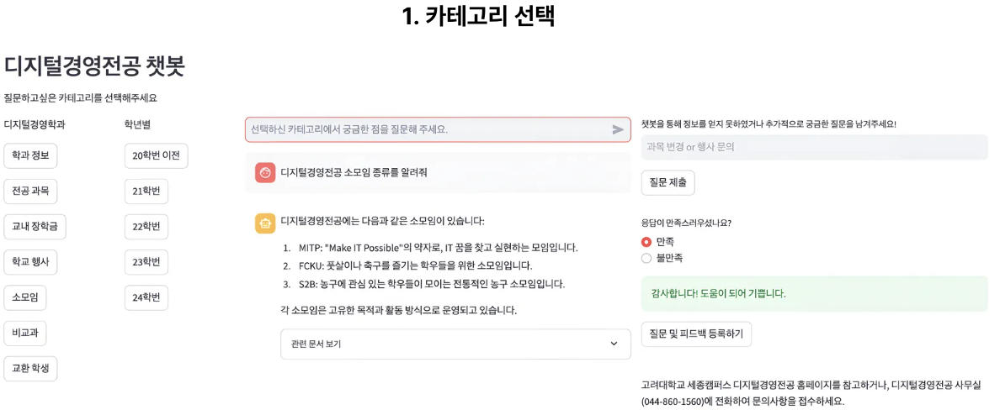 1. 카테고리 선택
디지털경영전공 챗봇
질문하고싶은 카테고리를 선택해주세요
디지털경영학과
학과 정보
전공 과목
교내 장학금
학교 행사
소모임
비교과
교환 학생
학년별
20학번 이전
21학번
22학번
23학번
24학번
선택하신 카테고리에서 궁금한 점을 질문해 주세요.
디지털경영전공 소모임 종류를 알려줘
디지털경영전공에는 다음과 같은 소모임이 있습니다:
1. MITP: "Make IT Possible"의 약자로, IT 꿈을 찾고 실현하는 모임입니다.
2. FCKU: 풋살이나 축구를 즐기는 학우들을 위한 소모임입니다.
3. S2B: 농구에 관심 있는 학우들이 모이는 전통적인 농구 소모임입니다.
각 소모임은 고유한 목적과 활동 방식으로 운영되고 있습니다.
관련 문서 보기
챗봇을 통해 정보를 얻지 못하였거나 추가적으로 궁금한 질문을 남겨주세요!
과목 변경 or 행사 문의
질문 제출
응답이 만족스러우셨나요?
만족
불만족
감사합니다! 도움이 되어 기쁩니다.
질문 및 피드백 등록하기
고려대학교 세종캠퍼스 디지털경영전공 홈페이지를 참고하거나, 디지털경영전공 사무실
(044-860-1560)에 전화하여 문의사항을 접수하세요.